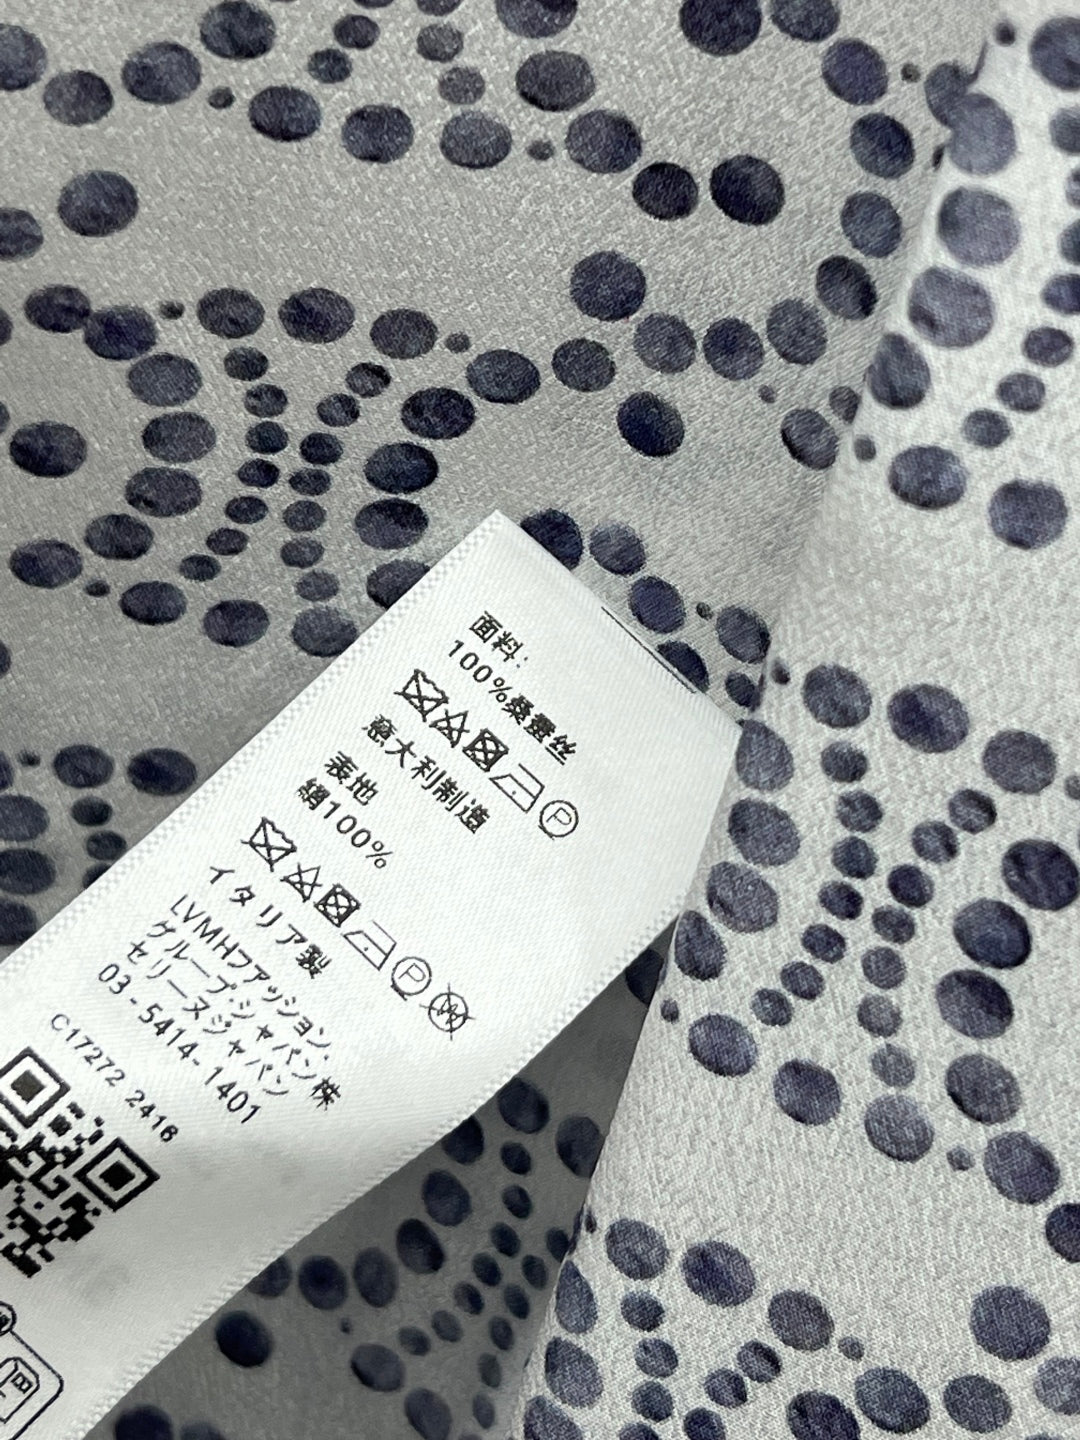 面料:
100%桑蚕丝
P
意大利制造
表地
絹100%
P W
イタリア製
LVMHファッション.
グループ.ジャパン株
セリーヌジャパン
03-5414-1401
C17272 2416